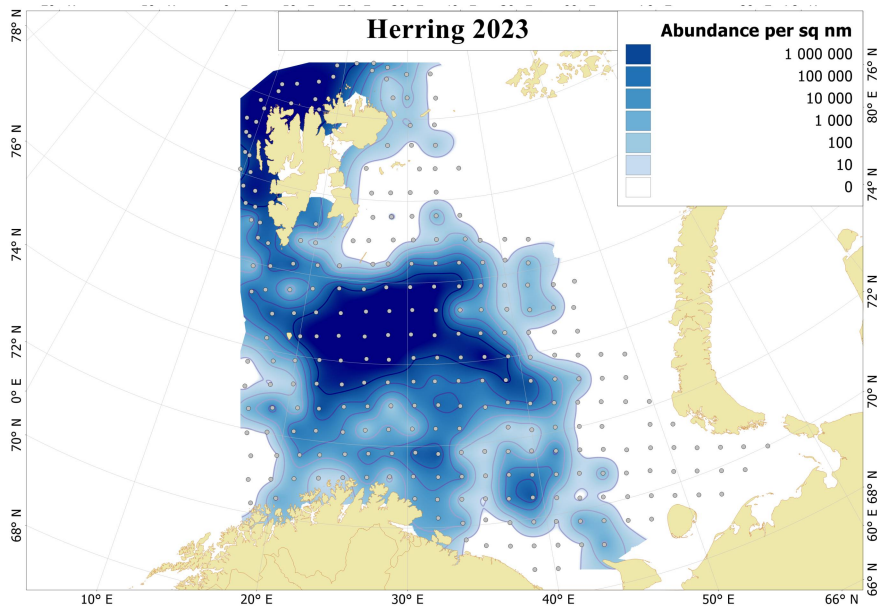 Herring 2023
Abundance per sq nm
1 000 000
100 000
10 000
1 000
100
10
0
78° N
76° N
74° N
72° N
0° E
70° N
68° N
76° N
80° E
74° N
72° N
70° N
68° N
60° E
66° N
10° E
20° E
30° E
40° E
50° E
66° N